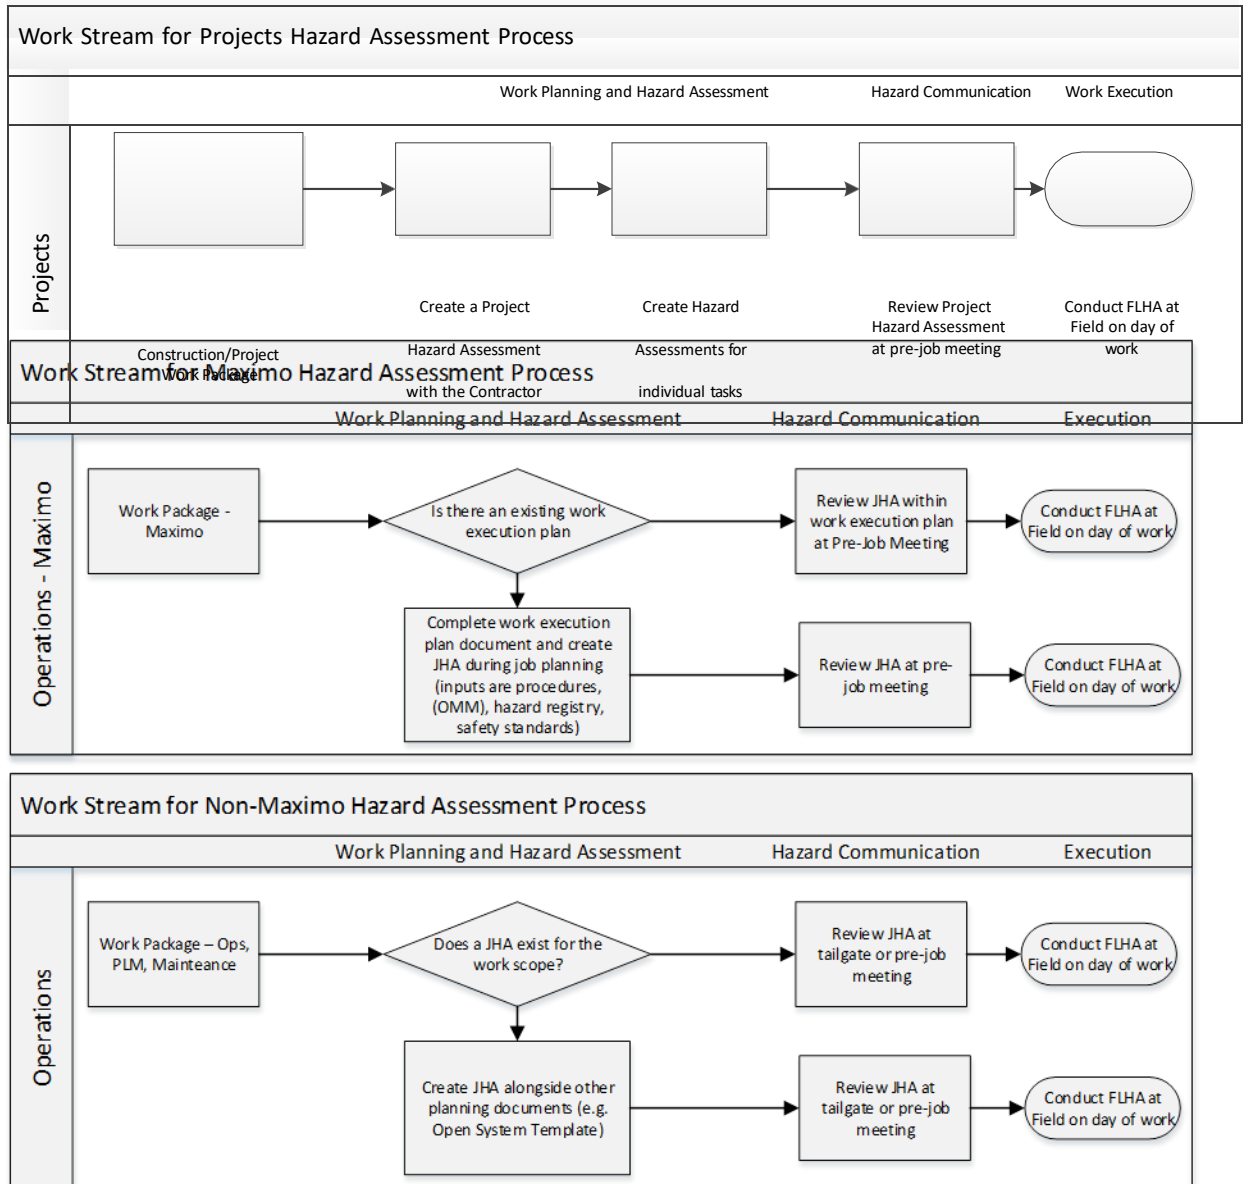 Work Stream for Projects Hazard Assessment Process
Work Planning and Hazard Assessment
Hazard Communication
Work Execution
Projects
Construction/Project
Work Package
Create a Project
Hazard Assessment
with the Contractor
Create Hazard
Assessments for
individual tasks
Review Project
Hazard Assessment
at pre-job meeting
Conduct FLHA at
Field on day of
work
Work Stream for Maximo Hazard Assessment Process
Work Planning and Hazard Assessment
Hazard Communication
Execution
Operations - Maximo
Work Package -
Maximo
Is there an existing work
execution plan
Review JHA within
work execution plan
at Pre-Job Meeting
Conduct FLHA at
Field on day of work
Complete work execution
plan document and create
JHA during job planning
(inputs are procedures,
(OMM), hazard registry,
safety standards)
Review JHA at pre-
job meeting
Conduct FLHA at
Field on day of work
Work Stream for Non-Maximo Hazard Assessment Process
Work Planning and Hazard Assessment
Hazard Communication
Execution
Operations
Work Package – Ops,
PLM, Mainteance
Does a JHA exist for the
work scope?
Review JHA at
tailgate or pre-job
meeting
Conduct FLHA at
Field on day of work
Create JHA alongside other
planning documents (e.g.
Open System Template)
Review JHA at
tailgate or pre-job
meeting
Conduct FLHA at
Field on day of work